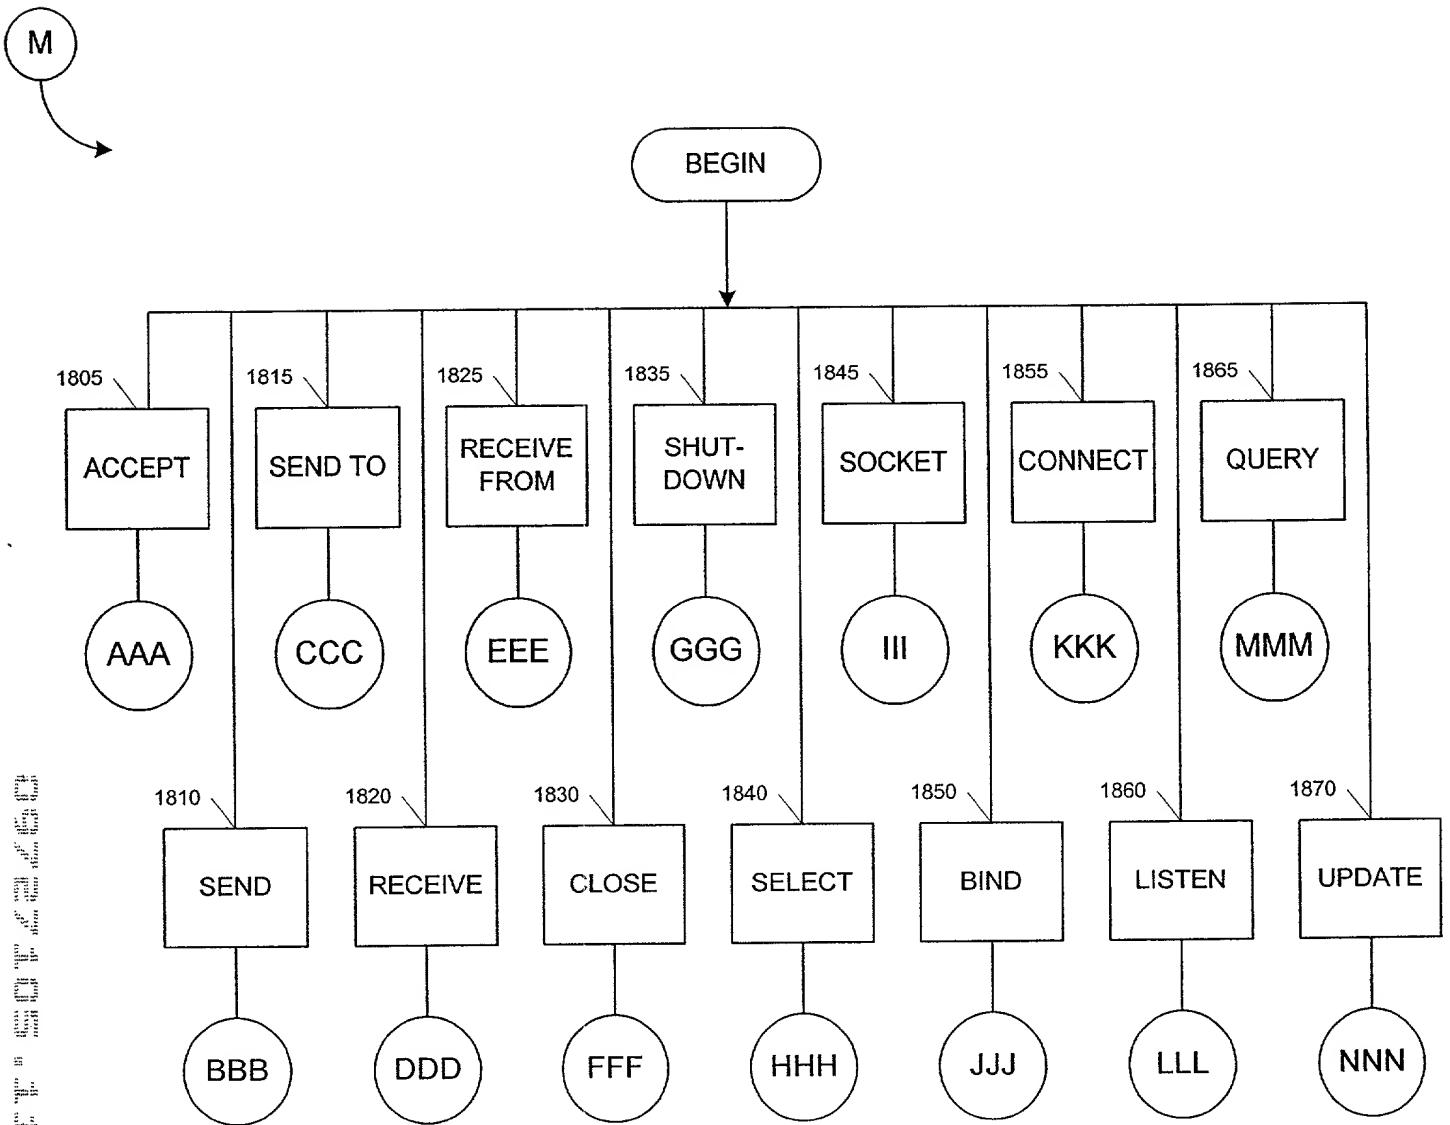 M
BEGIN
1805
1815
1825
1835
1845
1855
1865
ACCEPT
SEND TO
RECEIVE
FROM
SHUT-
DOWN
SOCKET
CONNECT
QUERY
AAA
CCC
EEE
GGG
III
KKK
MMM
1810
1820
1830
1840
1850
1860
1870
SEND
RECEIVE
CLOSE
SELECT
BIND
LISTEN
UPDATE
BBB
DDD
FFF
HHH
JJJ
LLL
NNN